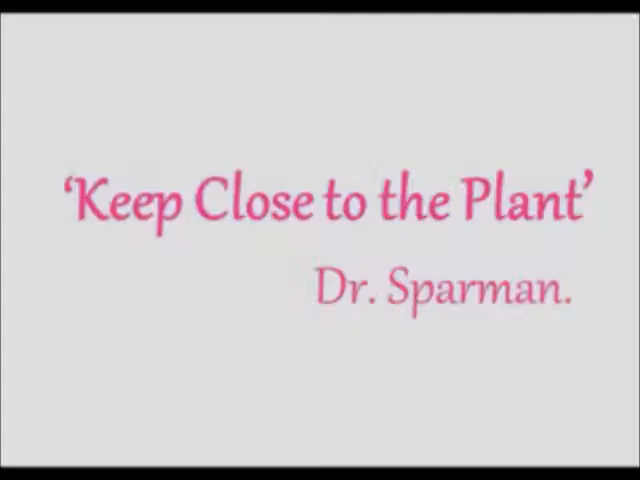 ‘Keep Close to the Plant’
Dr. Sparman.